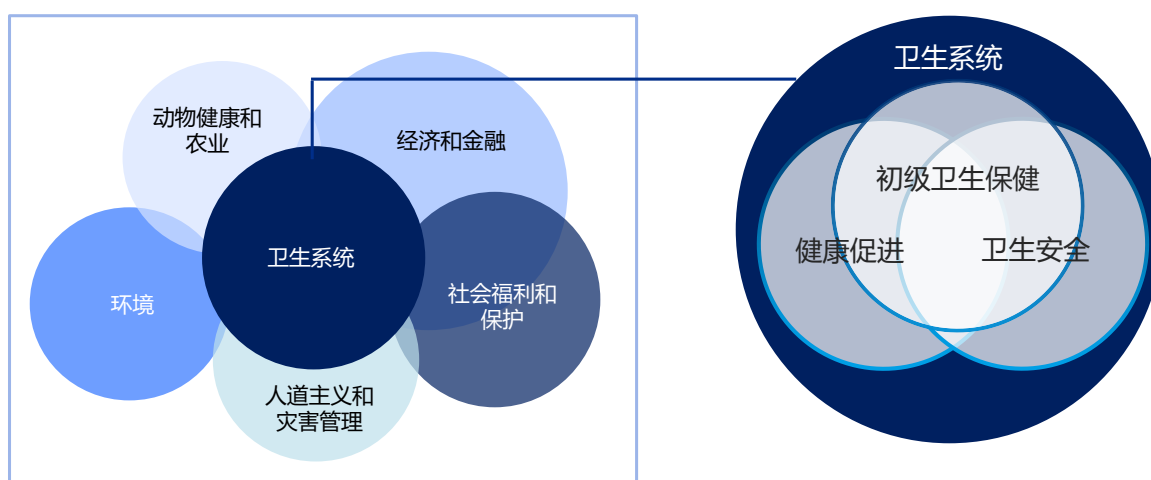 动物健康和
农业
经济和金融
卫生系统
环境
社会福利和
保护
人道主义和
灾害管理
卫生系统
初级卫生保健
健康促进
卫生安全